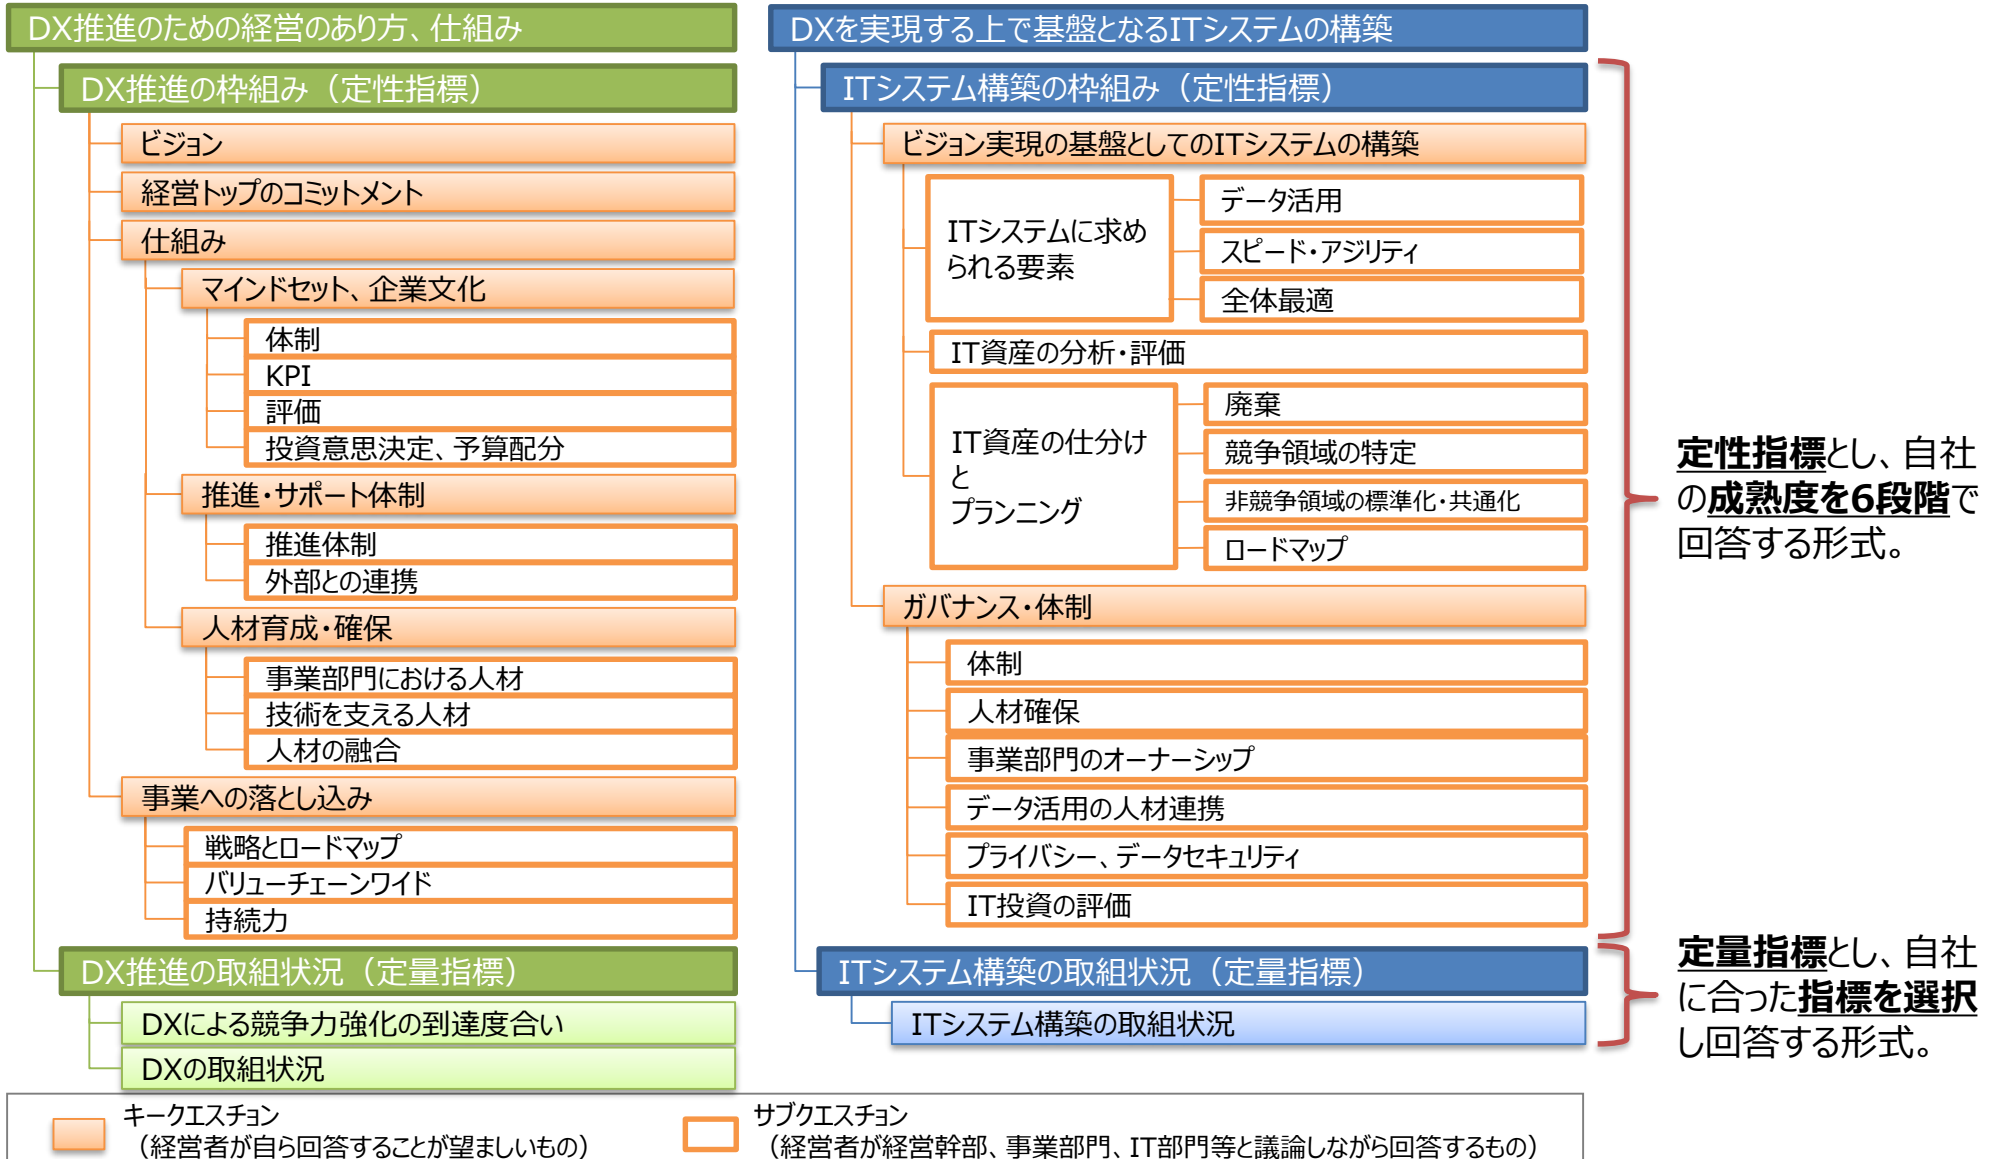 DX推進のための経営のあり方、仕組み
DX推進の枠組み（定性指標）
ビジョン
経営トップのコミットメント
仕組み
マインドセット、企業文化
体制
KPI
評価
投資意思決定、予算配分
推進・サポート体制
推進体制
外部との連携
人材育成・確保
事業部門における人材
技術を支える人材
人材の融合
事業への落とし込み
戦略とロードマップ
バリューチェーンワイド
持続力
DX推進の取組状況（定量指標）
DXによる競争力強化の到達度合い
DXの取組状況
DXを実現する上で基盤となるITシステムの構築
ITシステム構築の枠組み（定性指標）
ビジョン実現の基盤としてのITシステムの構築
ITシステムに求め
られる要素
データ活用
スピード・アジリティ
全体最適
IT資産の分析・評価
IT資産の仕分け
と
プランニング
廃棄
競争領域の特定
非競争領域の標準化・共通化
ロードマップ
ガバナンス・体制
体制
人材確保
事業部門のオーナーシップ
データ活用の人材連携
プライバシー、データセキュリティ
IT投資の評価
ITシステム構築の取組状況（定量指標）
ITシステム構築の取組状況
定性指標とし、自社
の成熟度を6段階で
回答する形式。
定量指標とし、自社
に合った指標を選択
し回答する形式。
キークエスチョン
（経営者が自ら回答することが望ましいもの）
サブクエスチョン
（経営者が経営幹部、事業部門、IT部門等と議論しながら回答するもの）